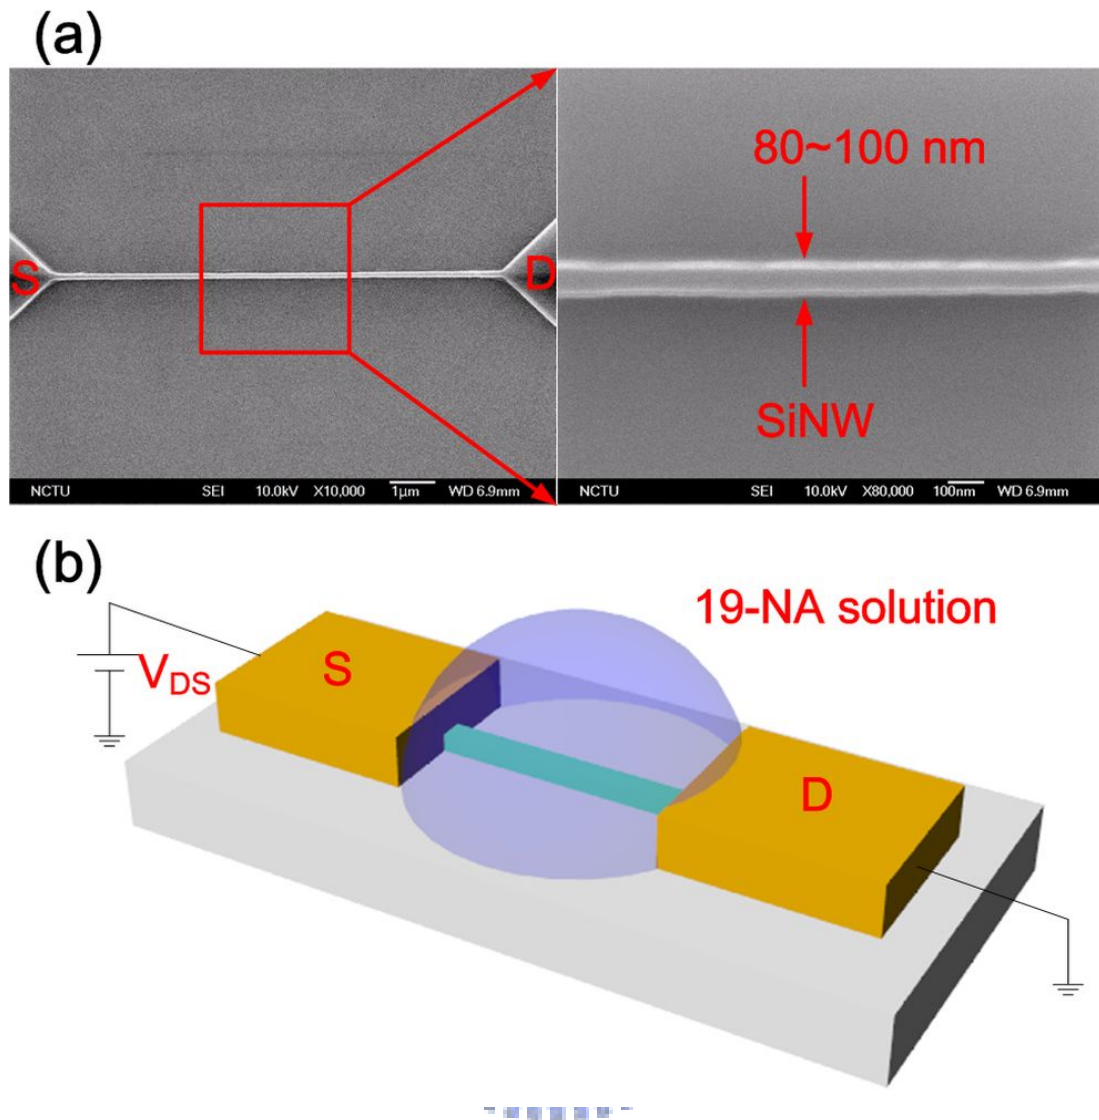 (a)
80~100 nm
S
D
SiNW
NCTU SEI 10.0kV X10,000 1μm WD 6.9mm
NCTU SEI 10.0kV X80,000 100nm WD 6.9mm
(b)
19-NA solution
S
VDS
D